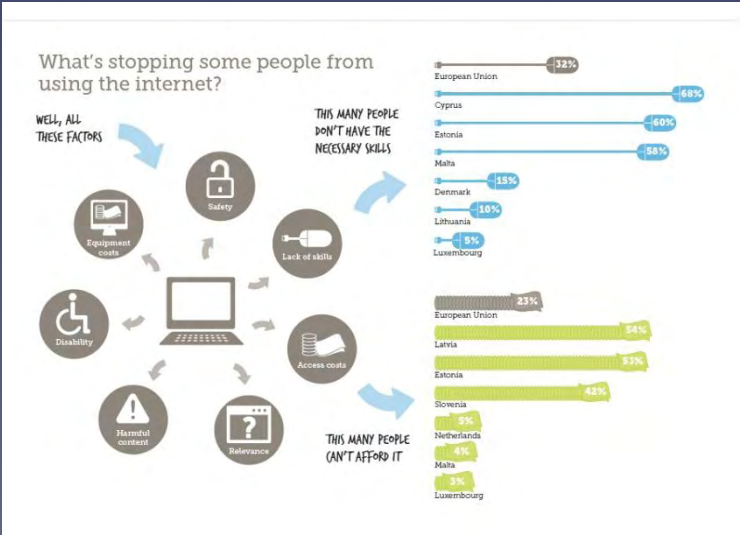 What's stopping some people from
using the internet?
WELL, ALL
THESE FACTORS
Safety
Equipment
costs
Lack of skills
Disability
Access costs
Harmful
content
Relevance
THIS MANY PEOPLE
DON'T HAVE THE
NECESSARY SKILLS
32%
European Union
68%
Cyprus
60%
Estonia
58%
Malta
15%
Denmark
10%
Lithuania
5%
Luxembourg
THIS MANY PEOPLE
CAN'T AFFORD IT
23%
European Union
54%
Latvia
53%
Estonia
42%
Slovenia
5%
Netherlands
4%
Malta
3%
Luxembourg